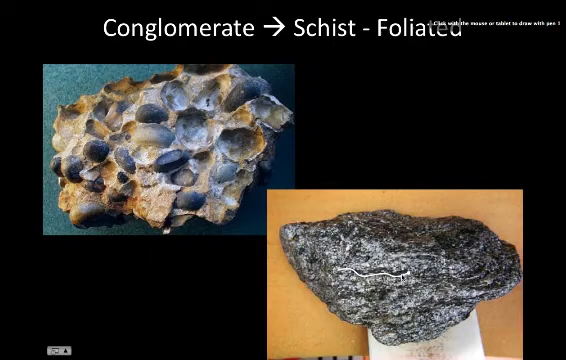 Conglomerate → Schist - Foliated
Click with the mouse or tablet to draw with pen 1